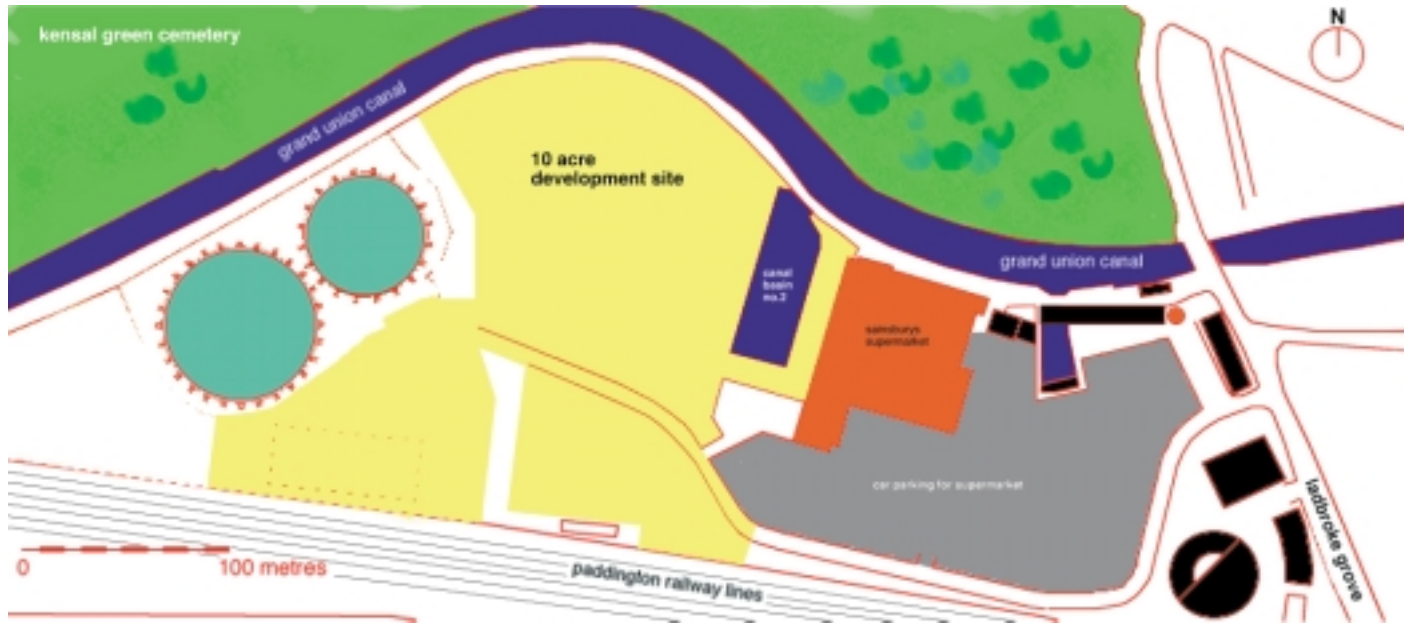 kensal green cemetery
N
grand union canal
10 acre
development site
canal
basin
no.2
grand union canal
sainsburys
supermarket
car parking for supermarket
ladbroke grove
0
100 metres
paddington railway lines